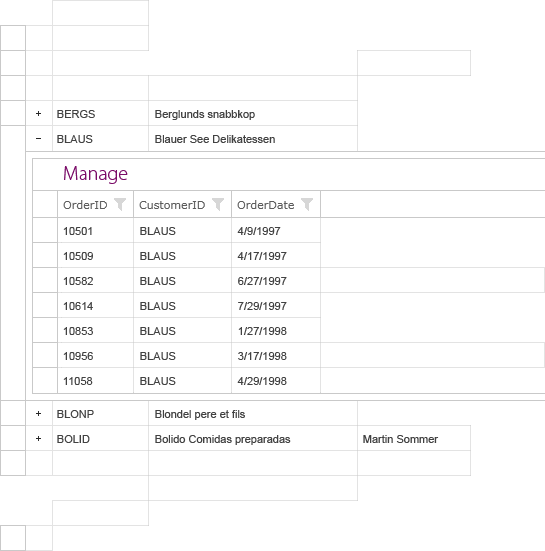 + BERGS Berglunds snabbkop
− BLAUS Blauer See Delikatessen
Manage
OrderID CustomerID OrderDate
10501 BLAUS 4/9/1997
10509 BLAUS 4/17/1997
10582 BLAUS 6/27/1997
10614 BLAUS 7/29/1997
10853 BLAUS 1/27/1998
10956 BLAUS 3/17/1998
11058 BLAUS 4/29/1998
+ BLONP Blondel pere et fils
+ BOLID Bolido Comidas preparadas Martin Sommer